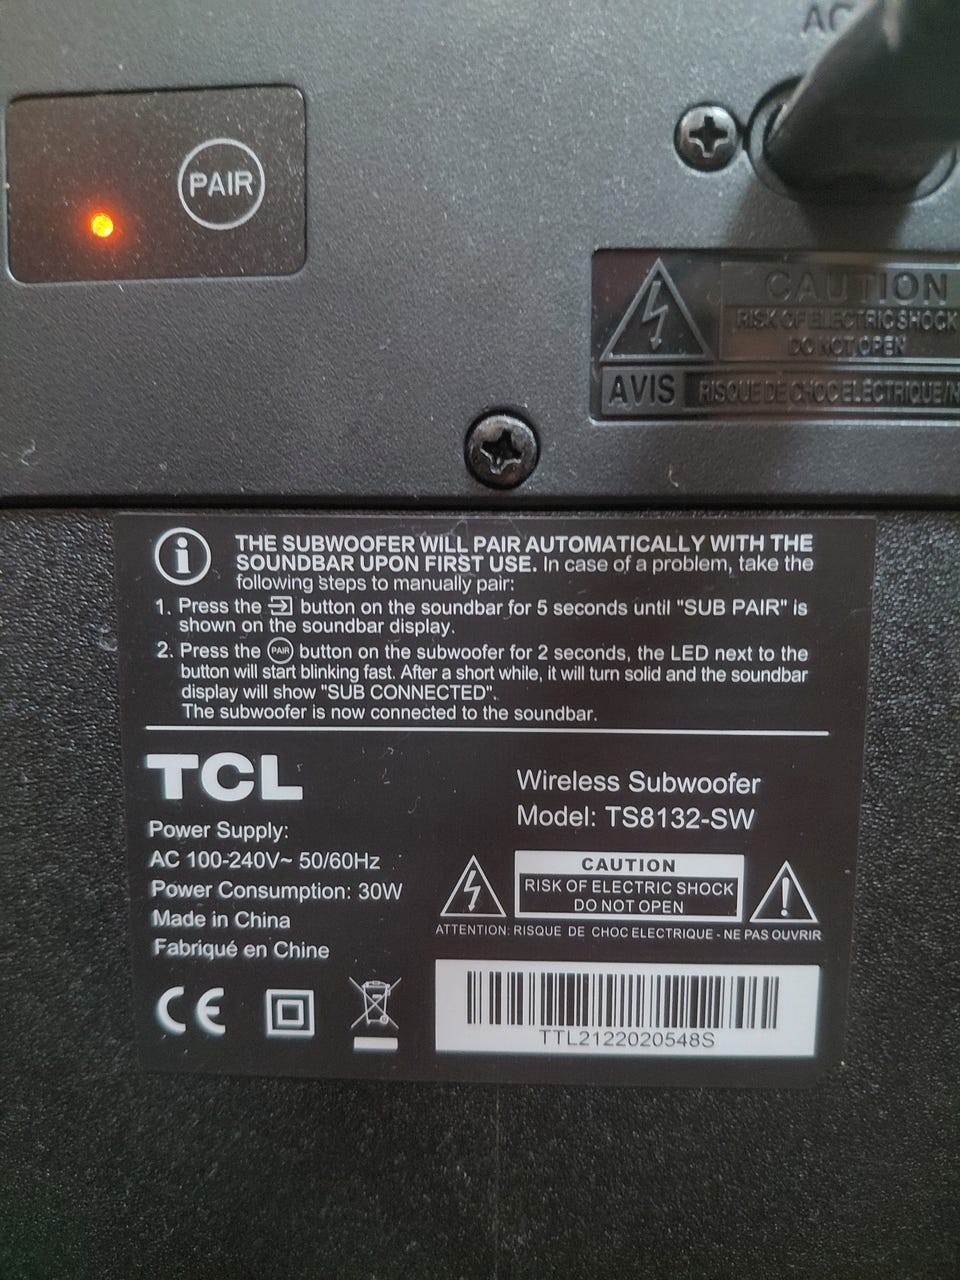 AC
PAIR
CAUTION
RISK OF ELECTRIC SHOCK
DO NOT OPEN
AVIS
RISQUE DE CHOC ELECTRIQUE/N
i THE SUBWOOFER WILL PAIR AUTOMATICALLY WITH THE
SOUNDBAR UPON FIRST USE. In case of a problem, take the
following steps to manually pair:
1. Press the button on the soundbar for 5 seconds until "SUB PAIR" is
shown on the soundbar display.
2. Press the PAIR button on the subwoofer for 2 seconds, the LED next to the
button will start blinking fast. After a short while, it will turn solid and the soundbar
display will show "SUB CONNECTED".
The subwoofer is now connected to the soundbar.
TCL
Power Supply:
AC 100-240V~ 50/60Hz
Power Consumption: 30W
Made in China
Fabriqué en Chine
CE
Wireless Subwoofer
Model: TS8132-SW
CAUTION
RISK OF ELECTRIC SHOCK
DO NOT OPEN
ATTENTION: RISQUE DE CHOC ELECTRIQUE - NE PAS OUVRIR
TTL2122020548S